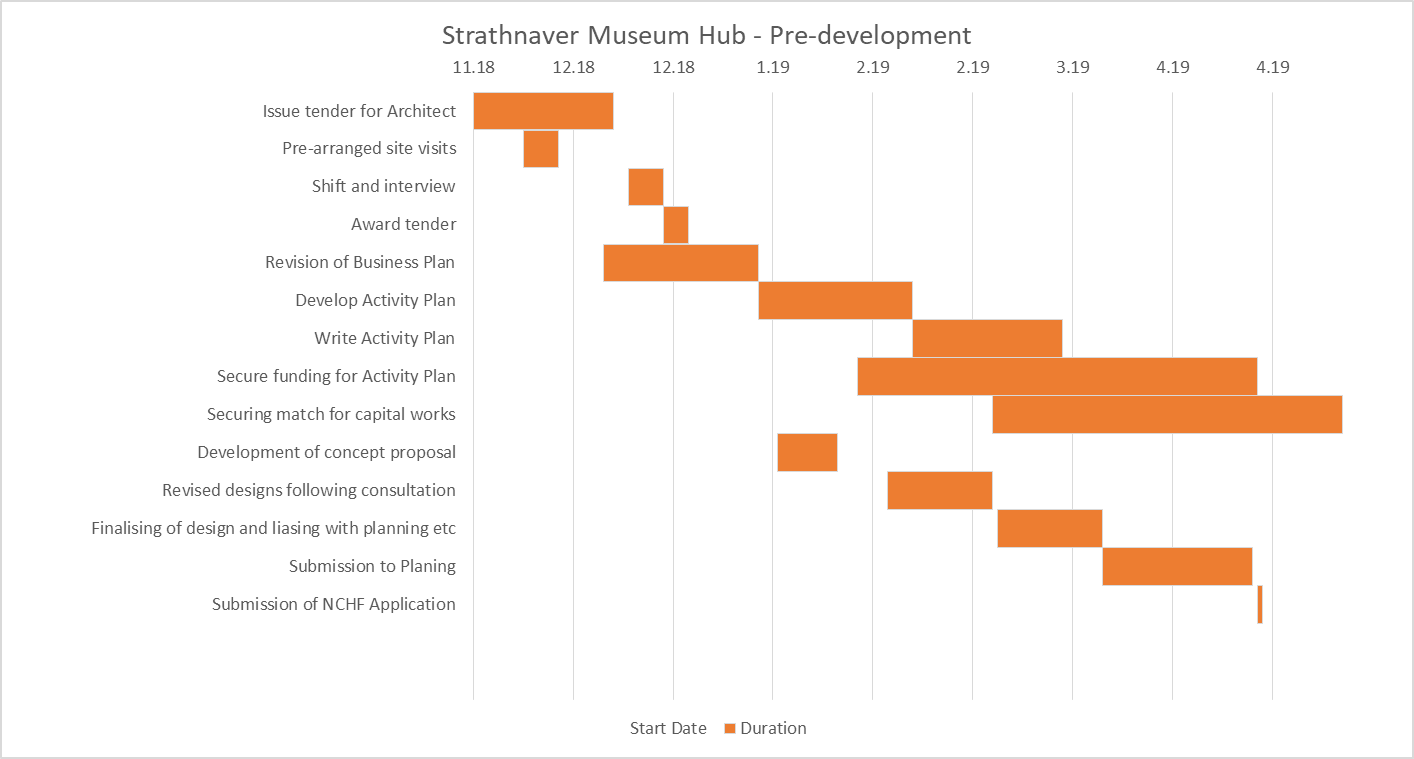 Strathnaver Museum Hub - Pre-development
11.18 12.18 12.18 1.19 2.19 2.19 3.19 4.19 4.19
Issue tender for Architect
Pre-arranged site visits
Shift and interview
Award tender
Revision of Business Plan
Develop Activity Plan
Write Activity Plan
Secure funding for Activity Plan
Securing match for capital works
Development of concept proposal
Revised designs following consultation
Finalising of design and liasing with planning etc
Submission to Planing
Submission of NCHF Application
Start Date Duration